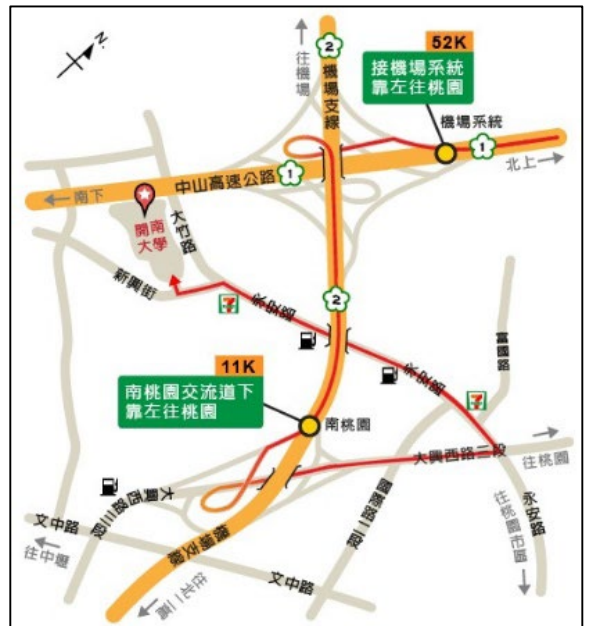 N.
2
往機場
機場支線
52K
接機場系統
靠左往桃園
機場系統
1
北上
中山高速公路
1
南下
開南
大學
大竹路
新興街
7
永安路
2
富國路
11K
南桃園交流道下
靠左往桃園
永安路
7
南桃園
大興西路二段
往桃園
大興西路三段
國際路二段
永安路
往桃園市區
文中路
往中壢
機場支線
文中路
往北二高